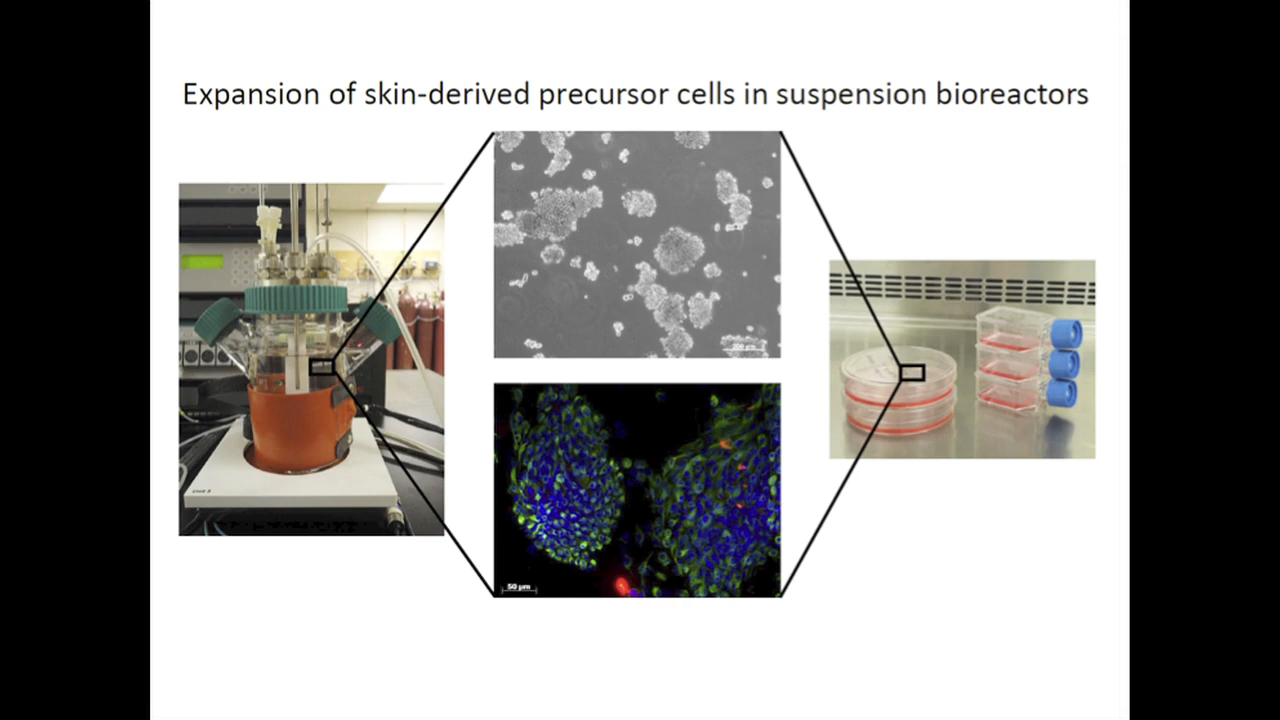 Expansion of skin-derived precursor cells in suspension bioreactors
50 µm